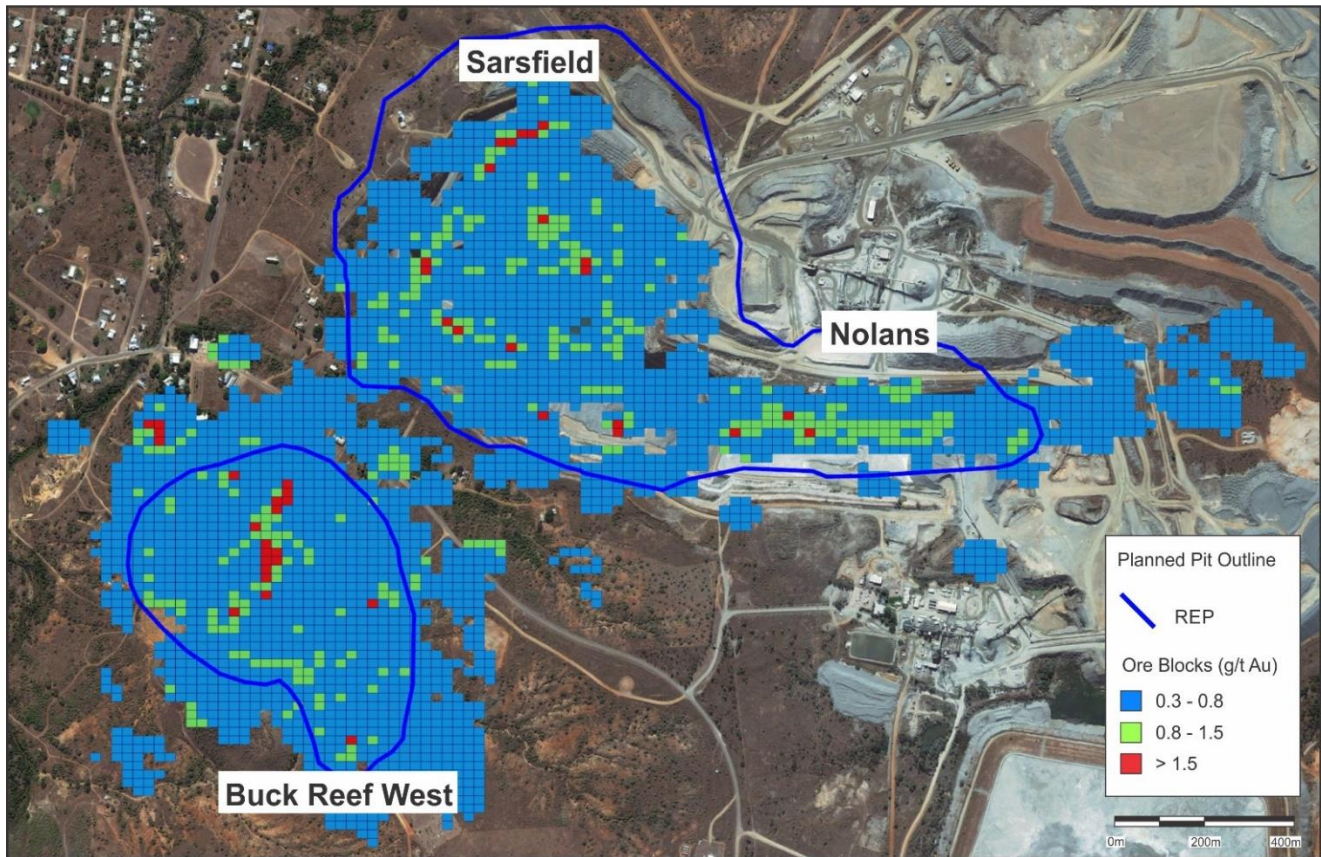 Sarsfield
Nolans
Buck Reef West
Planned Pit Outline
REP
Ore Blocks (g/t Au)
0.3 - 0.8
0.8 - 1.5
> 1.5
0m 200m 400m